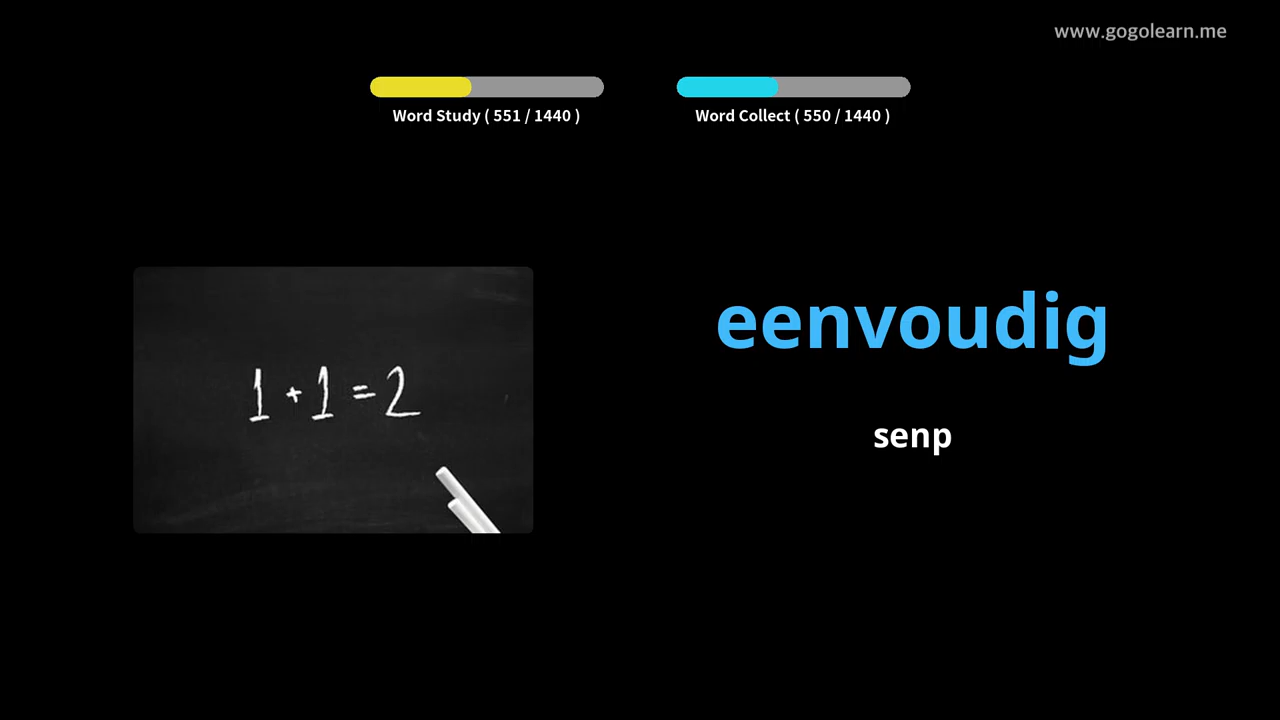 www.gogolearn.me
Word Study ( 551 / 1440 )
Word Collect ( 550 / 1440 )
1 + 1 = 2
eenvoudig
senp